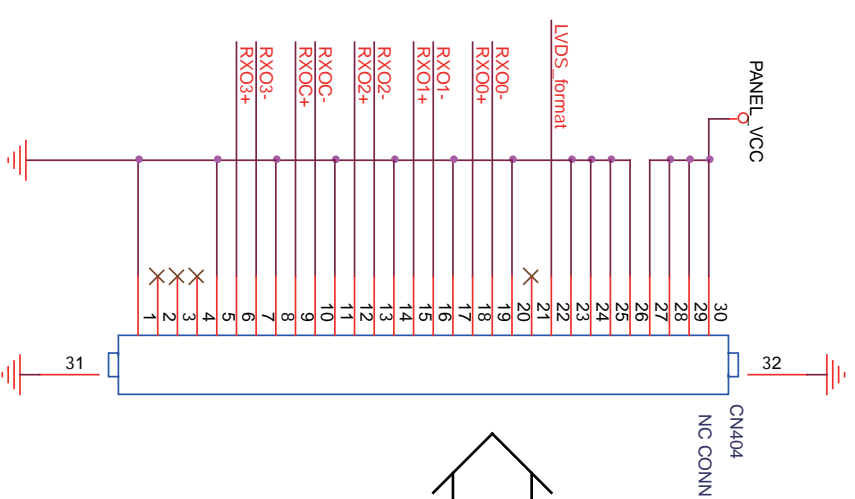 LVDS_format
PANEL_VCC
RXO3+
RXO3-
RXOC+
RXOC-
RXO2+
RXO2-
RXO1+
RXO1-
RXO0+
RXO0-
1
2
3
4
5
6
7
8
9
10
11
12
13
14
15
16
17
18
19
20
21
22
23
24
25
26
27
28
29
30
31
32
CN404
NC CONN